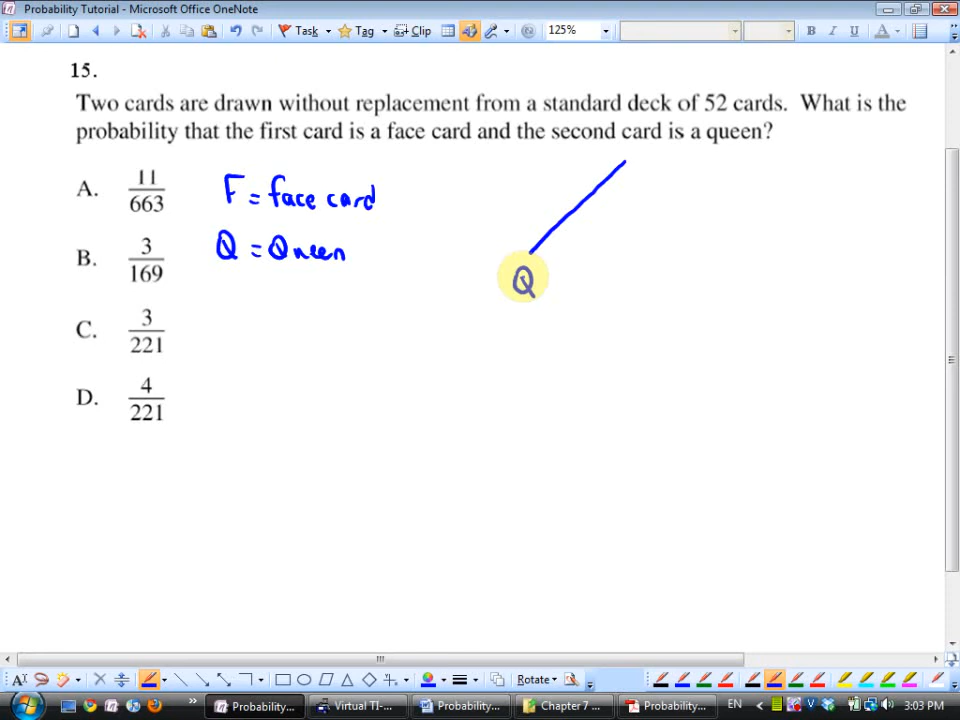 Probability Tutorial - Microsoft Office OneNote
Task Tag Clip 125% B I U A
15.
Two cards are drawn without replacement from a standard deck of 52 cards. What is the
probability that the first card is a face card and the second card is a queen?
A. 11/663
F = face card
B. 3/169
Q = Queen
Q
C. 3/221
D. 4/221
Rotate
Probability... Virtual TI-... Probability... Chapter 7 ... Probability... EN 3:03 PM